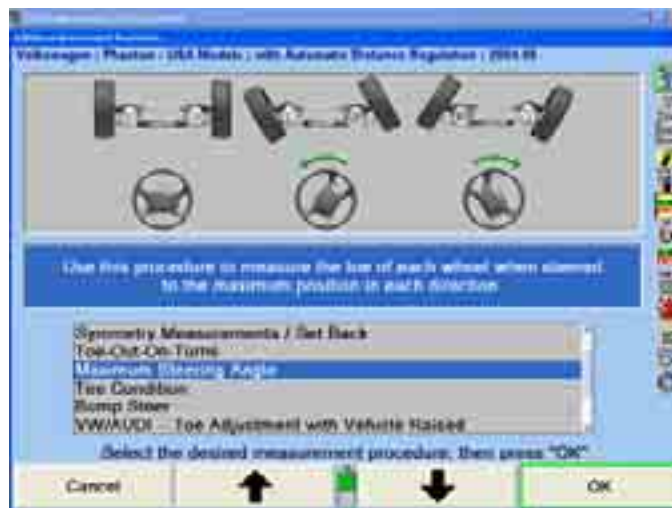 Volkswagen : Phaeton : USA Models : with Automatic Distance Regulation : 2004-05
Use this procedure to measure the toe of each wheel when steered
to the maximum position in each direction
Symmetry Measurements / Set Back
Toe-Out-On-Turns
Maximum Steering Angle
Tire Condition
Bump Steer
VW/AUDI - Toe Adjustment with Vehicle Raised
Select the desired measurement procedure, then press "OK"
Cancel
OK